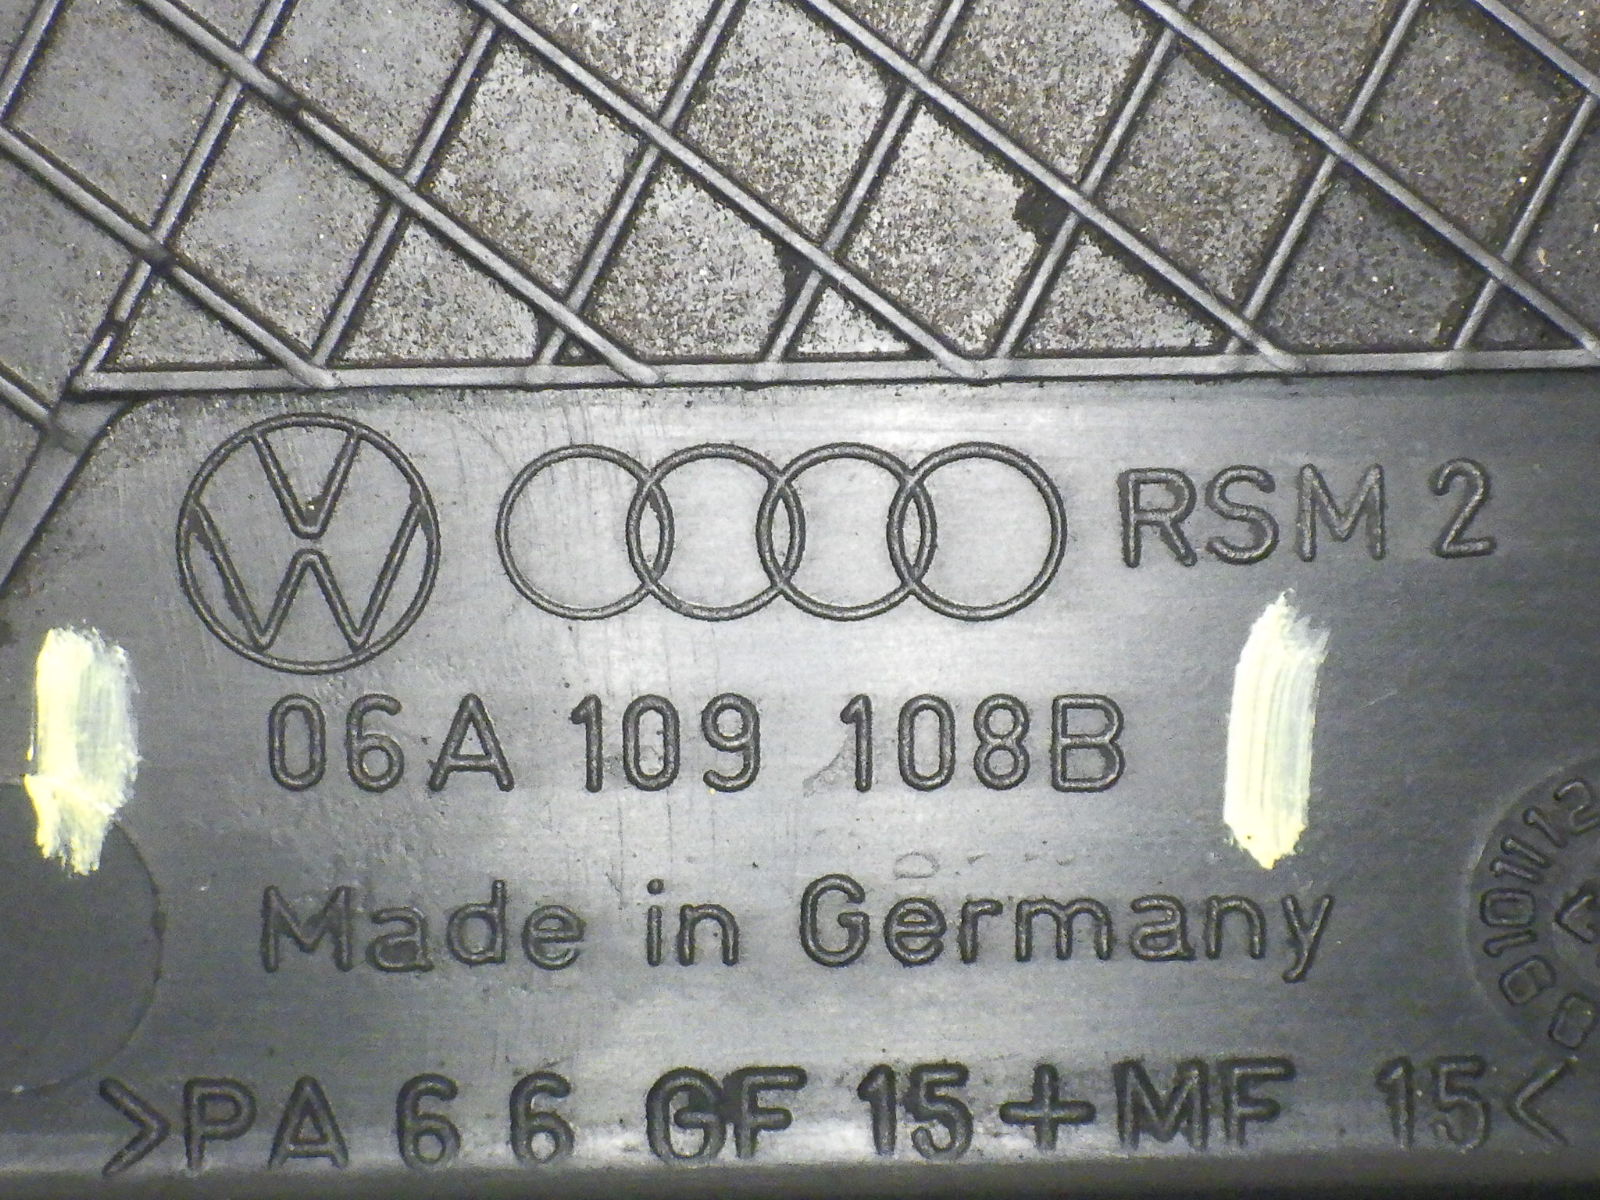 RSM 2
06A 109 108B
Made in Germany
>PA 6 6 GF 15+MF 15<